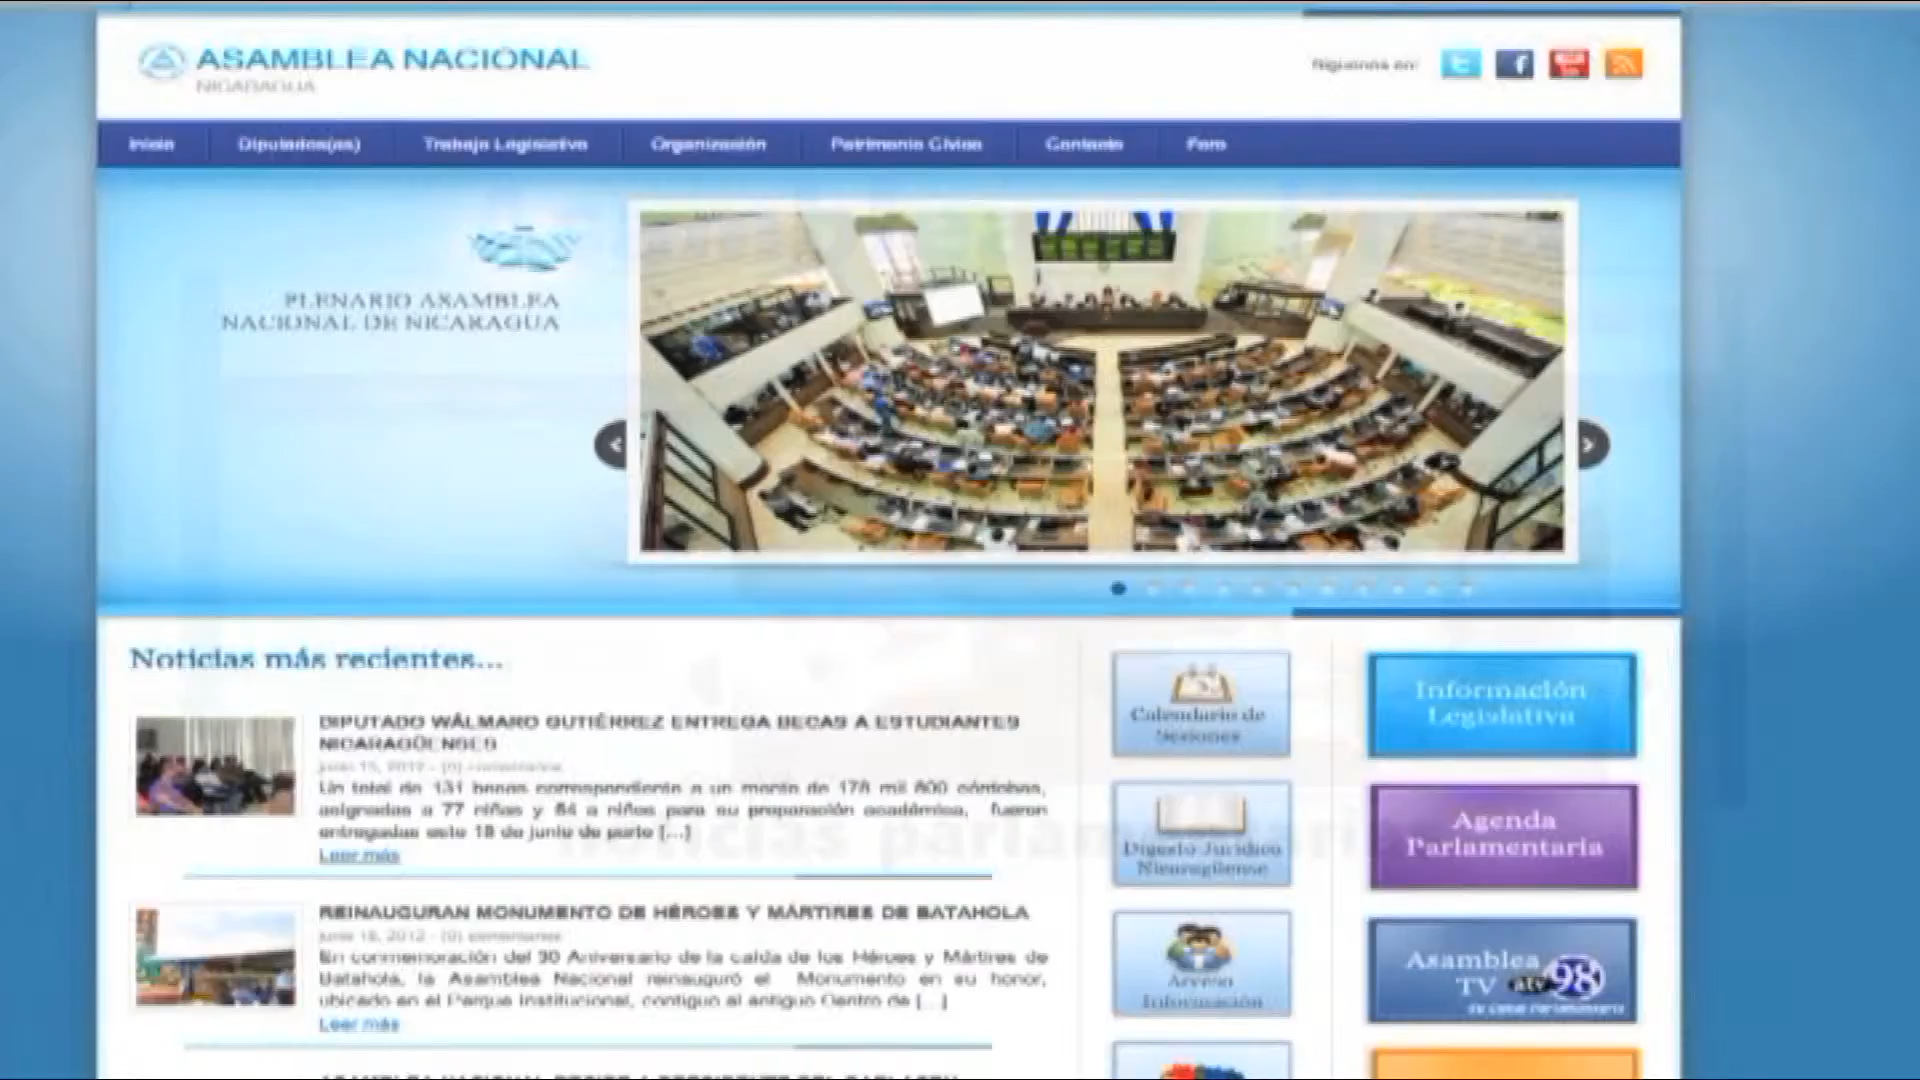 ASAMBLEA NACIONAL
NICARAGUA
Síguenos en:
Inicio Diputados(as) Trabajo Legislativo Organización Patrimonio Cívico Contacto Foro
PLENARIO ASAMBLEA
NACIONAL DE NICARAGUA
Noticias más recientes...
DIPUTADO WÁLMARO GUTIÉRREZ ENTREGA BECAS A ESTUDIANTES
NICARAGÜENSES
Un total de 131 becas correspondiente a un monto de 178 mil 800 córdobas,
asignadas a 77 niñas y 54 a niños para su preparación académica, fueron
entregadas este 18 de junio de parte [...]
Leer más
REINAUGURAN MONUMENTO DE HÉROES Y MÁRTIRES DE BATAHOLA
junio 18, 2012 - (0) comentarios
En conmemoración del 30 Aniversario de la caída de los Héroes y Mártires de
Batahola, la Asamblea Nacional reinauguró el Monumento en su honor,
ubicado en el Parque Institucional, contiguo al antiguo Centro de [...]
Leer más
Calendario de
Sesiones
Digesto Jurídico
Nicaragüense
Acceso
Información
Información
Legislativa
Agenda
Parlamentaria
Asamblea
TV atv 98
noticias